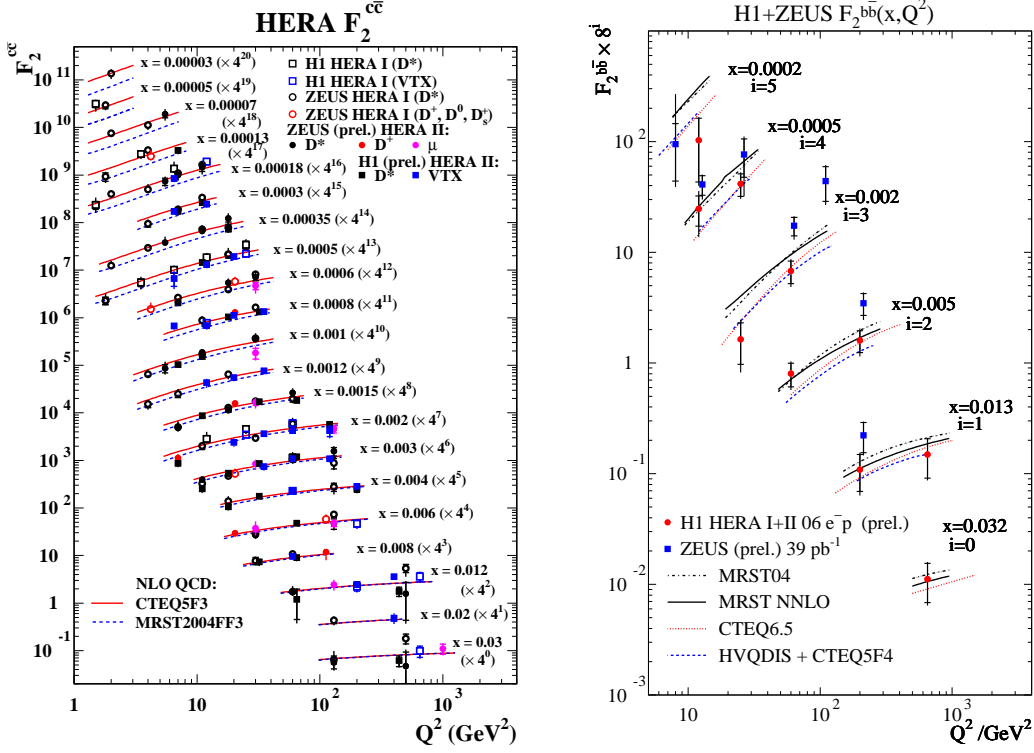 HERA F₂^{cc̄}
F₂^{cc̄}
10^11
10^10
10^9
10^8
10^7
10^6
10^5
10^4
10^3
10^2
10
1
10^-1
x = 0.00003 (× 4^20)
x = 0.00005 (× 4^19)
x = 0.00007
(× 4^18)
x = 0.00013
(× 4^17)
x = 0.00018 (× 4^16)
x = 0.0003 (× 4^15)
x = 0.00035 (× 4^14)
x = 0.0005 (× 4^13)
x = 0.0006 (× 4^12)
x = 0.0008 (× 4^11)
x = 0.001 (× 4^10)
x = 0.0012 (× 4^9)
x = 0.0015 (× 4^8)
x = 0.002 (× 4^7)
x = 0.003 (× 4^6)
x = 0.004 (× 4^5)
x = 0.006 (× 4^4)
x = 0.008 (× 4^3)
x = 0.012
(× 4^2)
x = 0.02 (× 4^1)
x = 0.03
(× 4^0)
H1 HERA I (D*)
H1 HERA I (VTX)
ZEUS HERA I (D*)
ZEUS HERA I (D⁺, D⁰, Dₛ⁺)
ZEUS (prel.) HERA II:
D* D⁺ μ
H1 (prel.) HERA II:
D* VTX
NLO QCD:
CTEQ5F3
MRST2004FF3
1 10 10^2 10^3
Q² (GeV²)
H1+ZEUS F₂^{bb̄}(x,Q²)
F₂^{bb̄} × 8^i
10^2
10
1
10^-1
10^-2
10^-3
x=0.0002
i=5
x=0.0005
i=4
x=0.002
i=3
x=0.005
i=2
x=0.013
i=1
x=0.032
i=0
H1 HERA I+II 06 e⁻p (prel.)
ZEUS (prel.) 39 pb⁻¹
MRST04
MRST NNLO
CTEQ6.5
HVQDIS + CTEQ5F4
10 10^2 10^3
Q² /GeV²